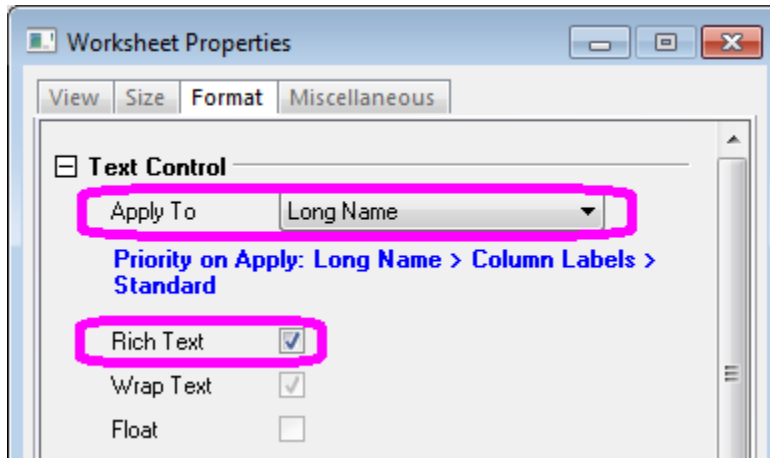 Worksheet Properties
View Size Format Miscellaneous
Text Control
Apply To Long Name
Priority on Apply: Long Name > Column Labels >
Standard
Rich Text
Wrap Text
Float